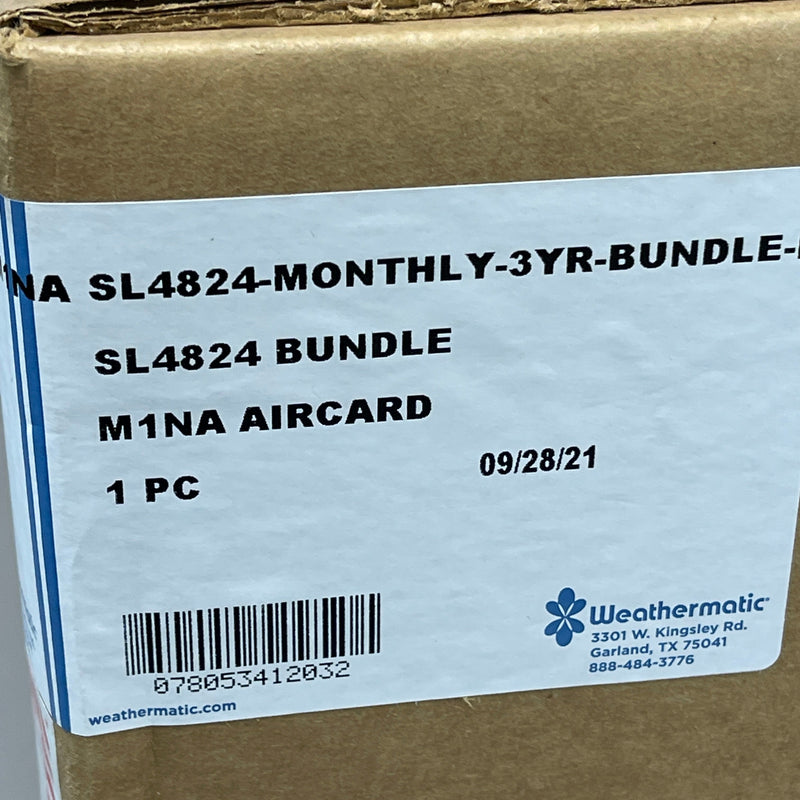 NA SL4824-MONTHLY-3YR-BUNDLE-
SL4824 BUNDLE
M1NA AIRCARD
1 PC
09/28/21
078053412032
weathermatic.com
Weathermatic
3301 W. Kingsley Rd.
Garland, TX 75041
888-484-3776